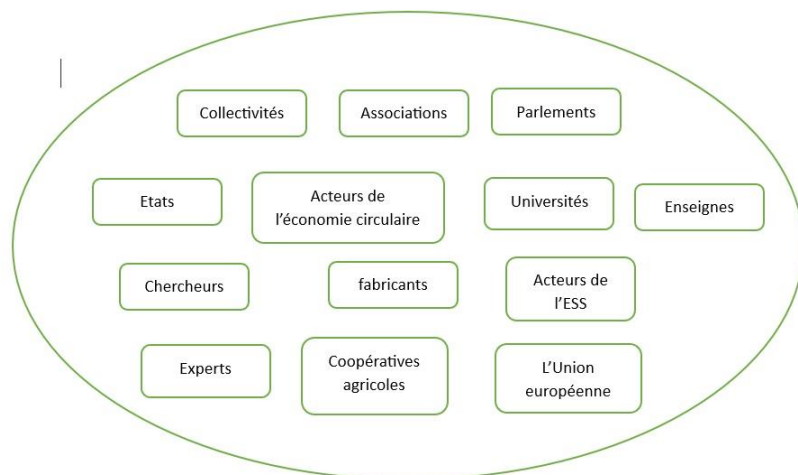 Collectivités
Associations
Parlements
Etats
Acteurs de
l'économie circulaire
Universités
Enseignes
Chercheurs
fabricants
Acteurs de
l'ESS
Experts
Coopératives
agricoles
L'Union
européenne